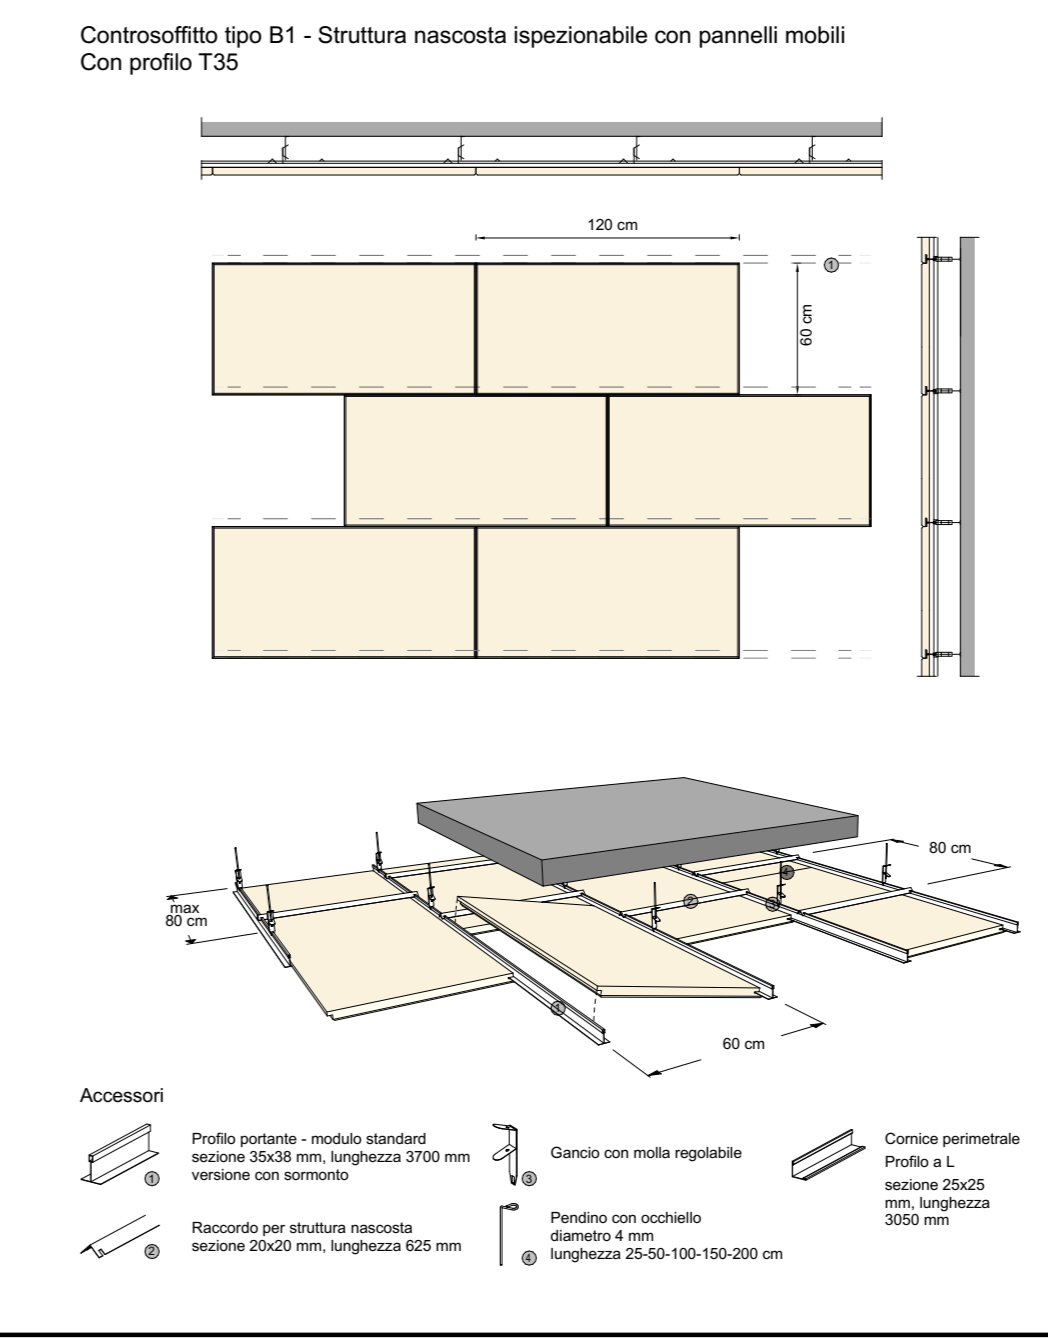 Controsoffitto tipo B1 - Struttura nascosta ispezionabile con pannelli mobili
Con profilo T35
120 cm
1
60 cm
80 cm
max
80 cm
4
2
3
1
60 cm
Accessori
Profilo portante - modulo standard
sezione 35x38 mm, lunghezza 3700 mm
versione con sormonto
1
Raccordo per struttura nascosta
sezione 20x20 mm, lunghezza 625 mm
2
Gancio con molla regolabile
3
Pendino con occhiello
diametro 4 mm
lunghezza 25-50-100-150-200 cm
4
Cornice perimetrale
Profilo a L
sezione 25x25
mm, lunghezza
3050 mm